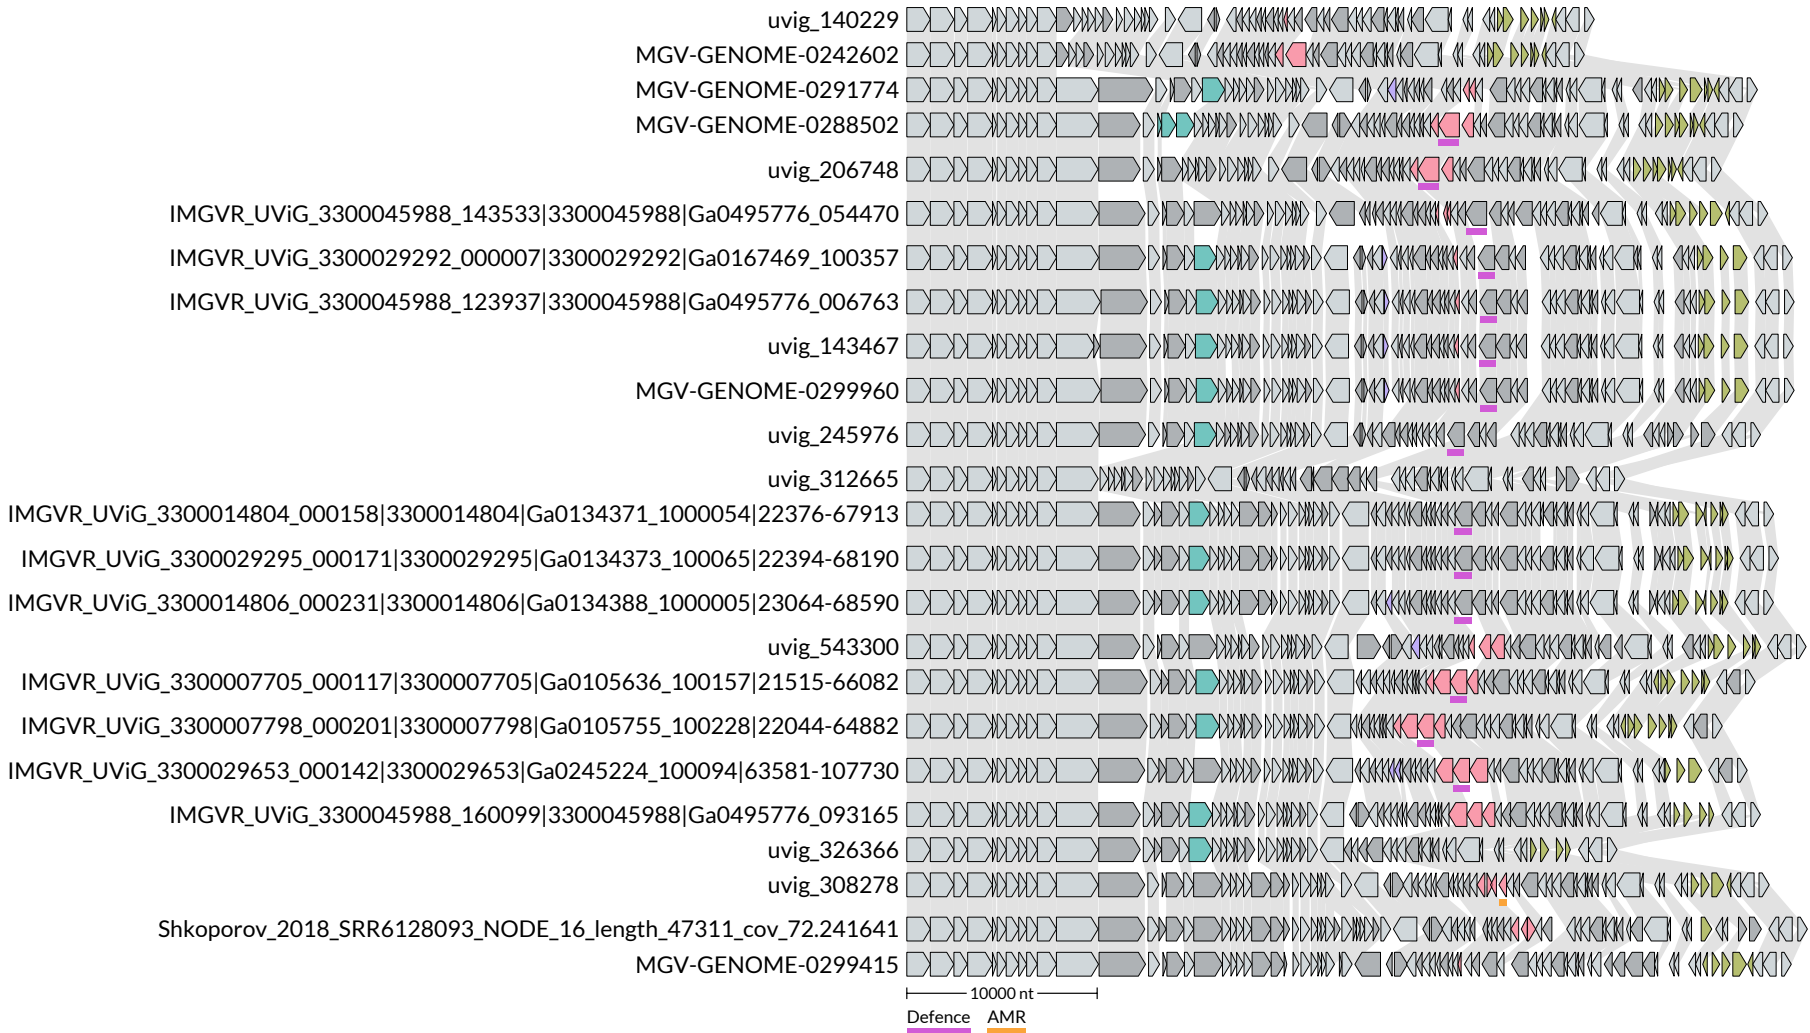 uvig_140229
MGV-GENOME-0242602
MGV-GENOME-0291774
MGV-GENOME-0288502
uvig_206748
IMGVR_UViG_3300045988_143533|3300045988|Ga0495776_054470
IMGVR_UViG_3300029292_000007|3300029292|Ga0167469_100357
IMGVR_UViG_3300045988_123937|3300045988|Ga0495776_006763
uvig_143467
MGV-GENOME-0299960
uvig_245976
uvig_312665
IMGVR_UViG_3300014804_000158|3300014804|Ga0134371_1000054|22376-67913
IMGVR_UViG_3300029295_000171|3300029295|Ga0134373_100065|22394-68190
IMGVR_UViG_3300014806_000231|3300014806|Ga0134388_1000005|23064-68590
uvig_543300
IMGVR_UViG_3300007705_000117|3300007705|Ga0105636_100157|21515-66082
IMGVR_UViG_3300007798_000201|3300007798|Ga0105755_100228|22044-64882
IMGVR_UViG_3300029653_000142|3300029653|Ga0245224_100094|63581-107730
IMGVR_UViG_3300045988_160099|3300045988|Ga0495776_093165
uvig_326366
uvig_308278
Shkoporov_2018_SRR6128093_NODE_16_length_47311_cov_72.241641
MGV-GENOME-0299415
10000 nt
Defence AMR